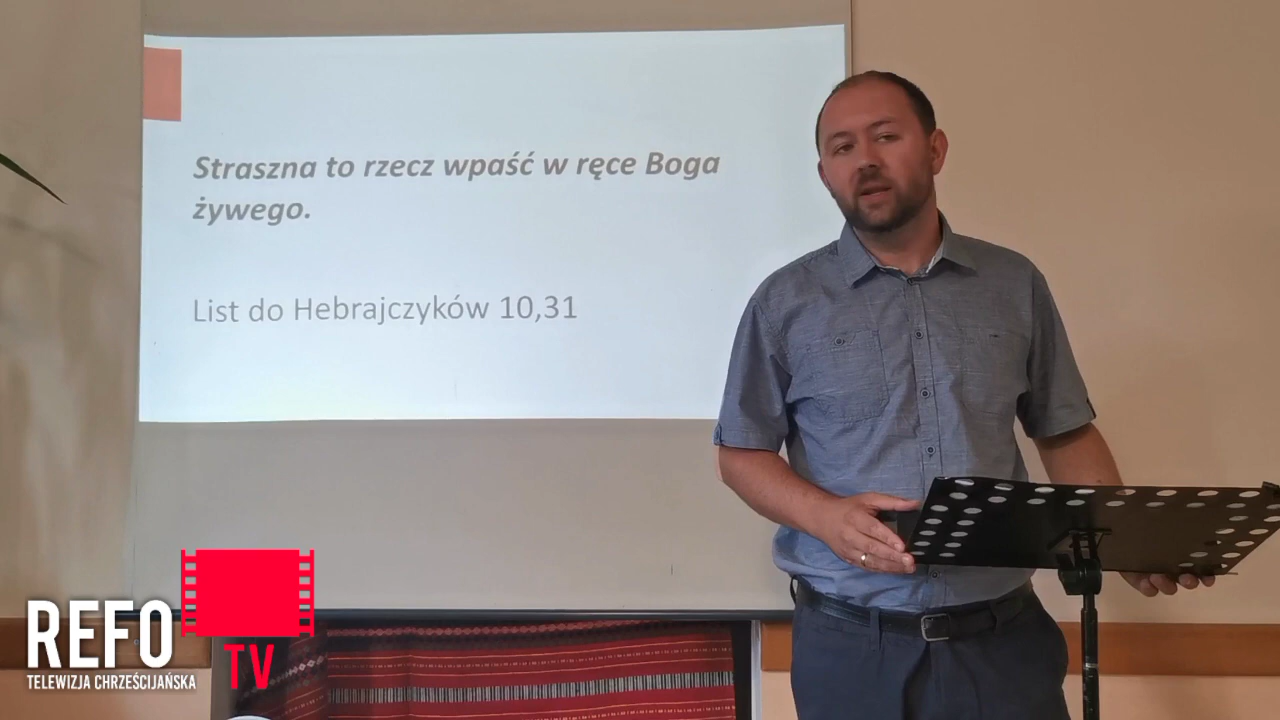 Straszna to rzecz wpaść w ręce Boga
żywego.
List do Hebrajczyków 10,31
REFO
TV
TELEWIZJA CHRZEŚCIJAŃSKA